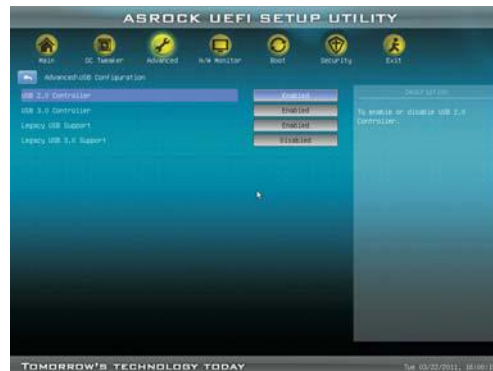 ASROCK UEFI SETUP UTILITY
Main
OC Tweaker
Advanced
H/W Monitor
Boot
Security
Exit
Advanced\USB Configuration
USB 2.0 Controller
Enabled
USB 3.0 Controller
Enabled
Legacy USB Support
Enabled
Legacy USB 3.0 Support
Disabled
Description
To enable or disable USB 2.0
Controller.
TOMORROW'S TECHNOLOGY TODAY
Tue 03/22/2011,